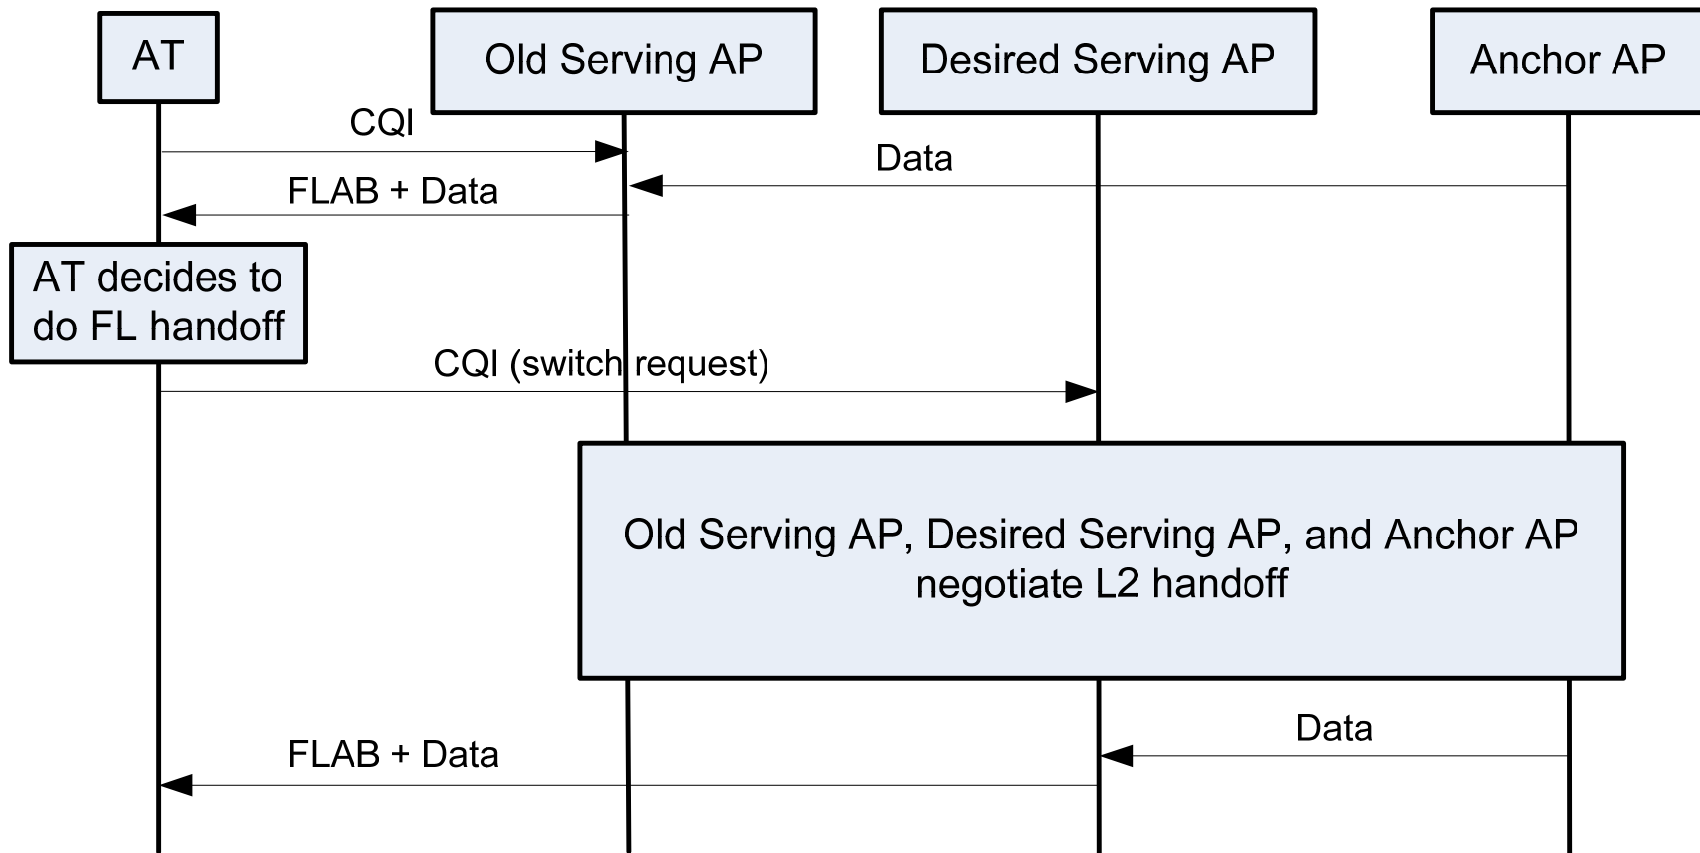 AT
Old Serving AP
Desired Serving AP
Anchor AP
CQI
Data
FLAB + Data
AT decides to
do FL handoff
CQI (switch request)
Old Serving AP, Desired Serving AP, and Anchor AP
negotiate L2 handoff
Data
FLAB + Data